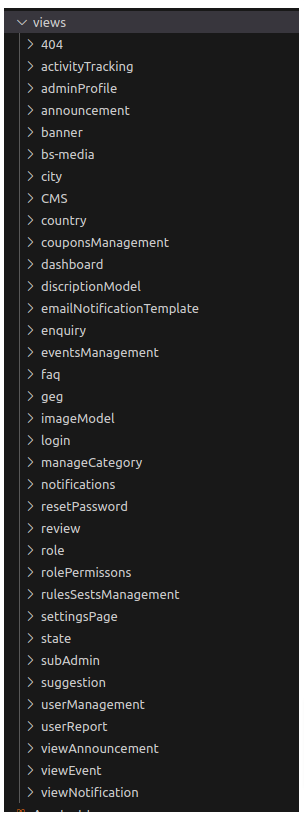 views
404
activityTracking
adminProfile
announcement
banner
bs-media
city
CMS
country
couponsManagement
dashboard
discriptionModel
emailNotificationTemplate
enquiry
eventsManagement
faq
geg
imageModel
login
manageCategory
notifications
resetPassword
review
role
rolePermissons
rulesSestsManagement
settingsPage
state
subAdmin
suggestion
userManagement
userReport
viewAnnouncement
viewEvent
viewNotification